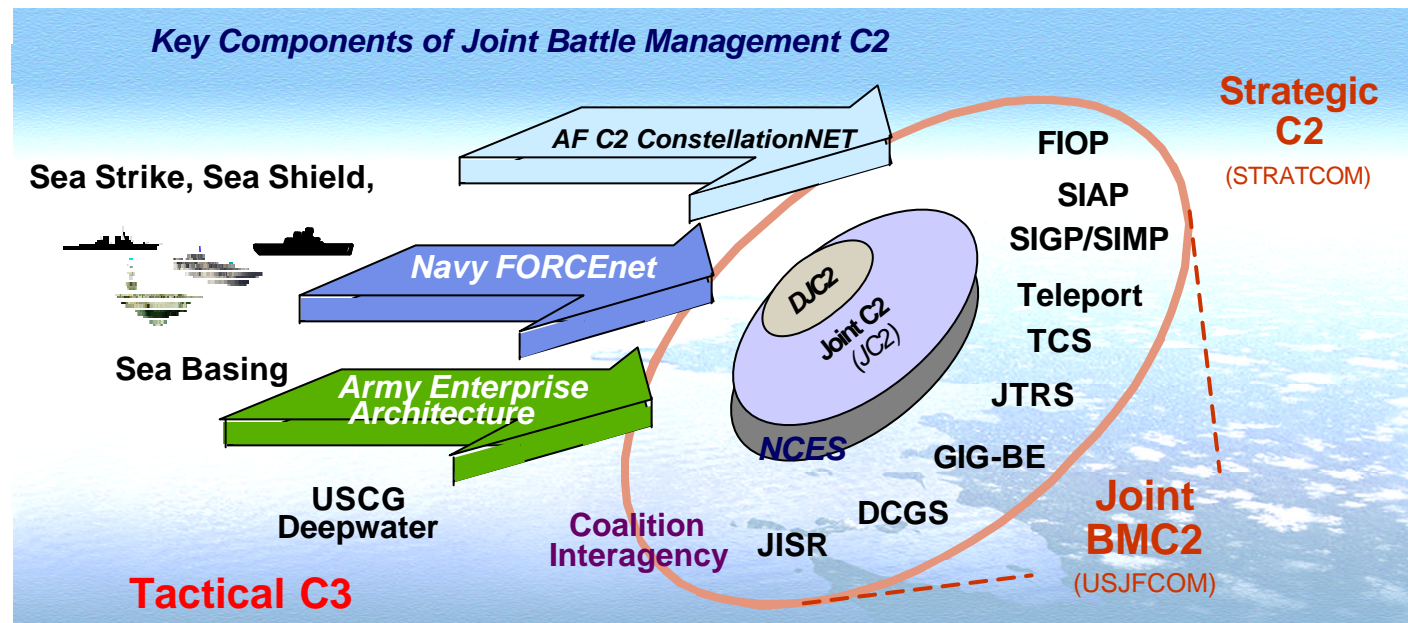 Key Components of Joint Battle Management C2
Strategic
C2
(STRATCOM)
AF C2 ConstellationNET
FIOP
Sea Strike, Sea Shield,
SIAP
SIGP/SIMP
Navy FORCEnet
DJC2
Teleport
Joint C2
(JC2)
TCS
Sea Basing
Army Enterprise
Architecture
JTRS
NCES
GIG-BE
USCG
Deepwater
DCGS
Coalition
Interagency
JISR
Joint
BMC2
(USJFCOM)
Tactical C3